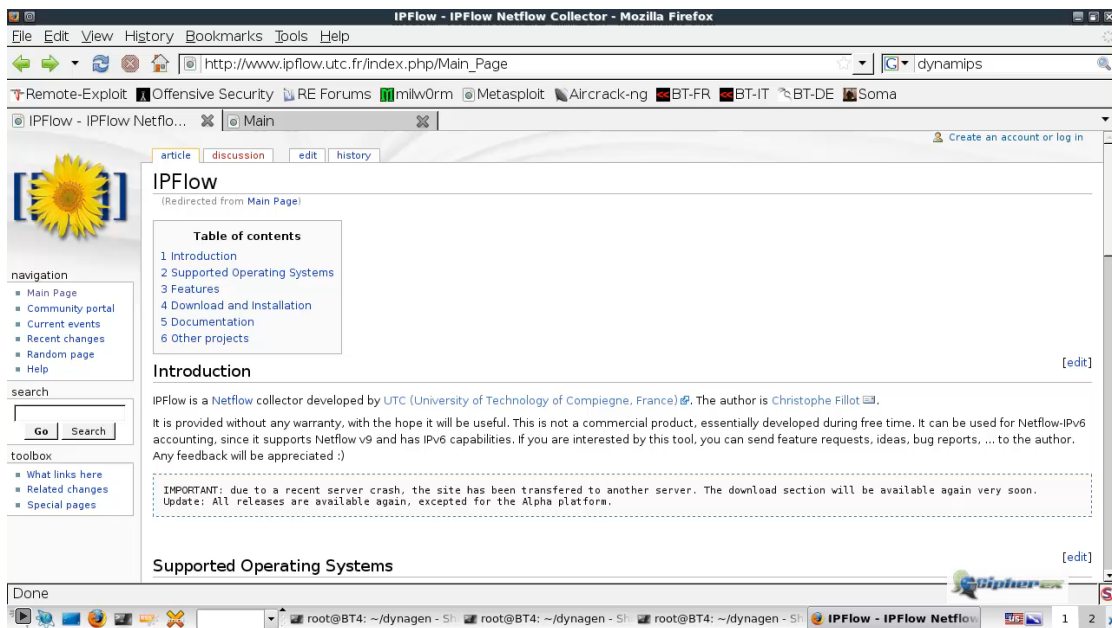 IPFlow - IPFlow Netflow Collector - Mozilla Firefox
File Edit View History Bookmarks Tools Help
http://www.ipflow.utc.fr/index.php/Main_Page
G dynamips
Remote-Exploit Offensive Security RE Forums milw0rm Metasploit Aircrack-ng << BT-FR << BT-IT BT-DE Soma
IPFlow - IPFlow Netflo... Main
Create an account or log in
article discussion edit history
IPFlow
(Redirected from Main Page)
Table of contents
1 Introduction
2 Supported Operating Systems
3 Features
4 Download and Installation
5 Documentation
6 Other projects
navigation
Main Page
Community portal
Current events
Recent changes
Random page
Help
search
Go Search
toolbox
What links here
Related changes
Special pages
Introduction [edit]
IPFlow is a Netflow collector developed by UTC (University of Technology of Compiegne, France). The author is Christophe Fillot.
It is provided without any warranty, with the hope it will be useful. This is not a commercial product, essentially developed during free time. It can be used for Netflow-IPv6
accounting, since it supports Netflow v9 and has IPv6 capabilities. If you are interested by this tool, you can send feature requests, ideas, bug reports, ... to the author.
Any feedback will be appreciated :)
IMPORTANT: due to a recent server crash, the site has been transfered to another server. The download section will be available again very soon.
Update: All releases are available again, excepted for the Alpha platform.
Supported Operating Systems [edit]
Done
root@BT4: ~/dynagen - Sh root@BT4: ~/dynagen - Sh root@BT4: ~/dynagen - Sh IPFlow - IPFlow Netflow 1 2